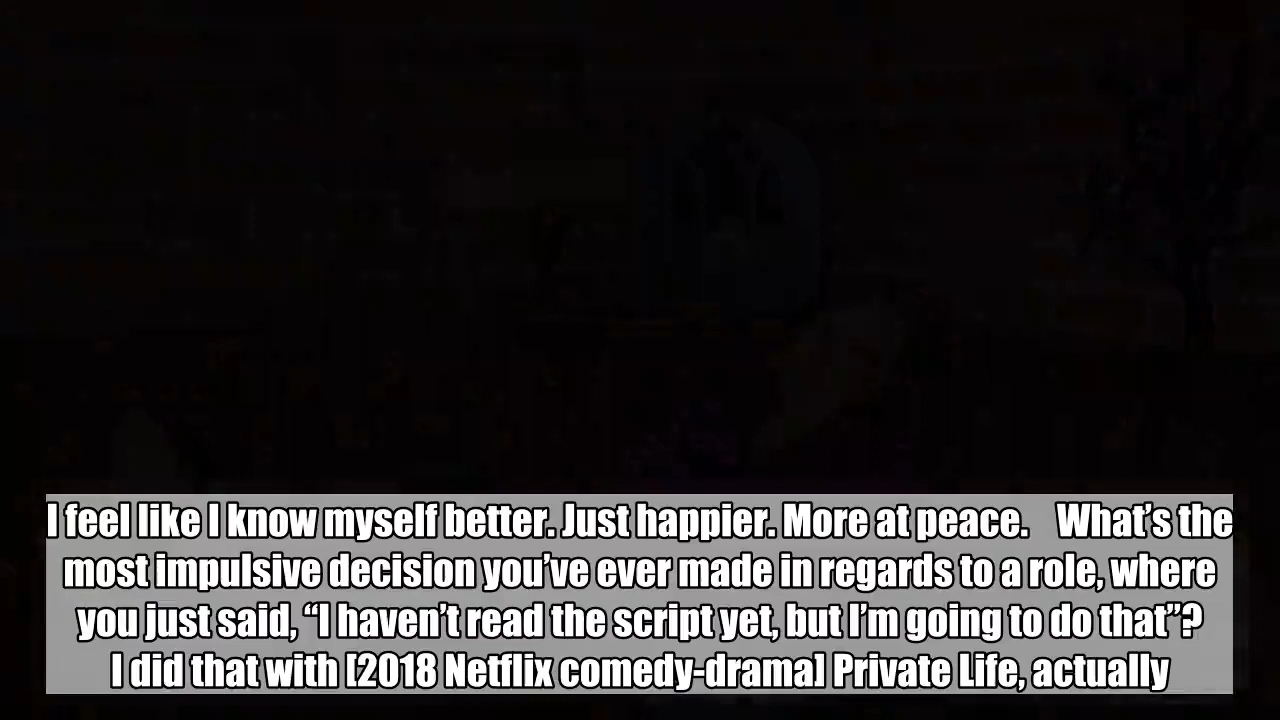 I feel like I know myself better. Just happier. More at peace.    What’s the
most impulsive decision you’ve ever made in regards to a role, where
you just said, “I haven’t read the script yet, but I’m going to do that”?
I did that with [2018 Netflix comedy-drama] Private Life, actually